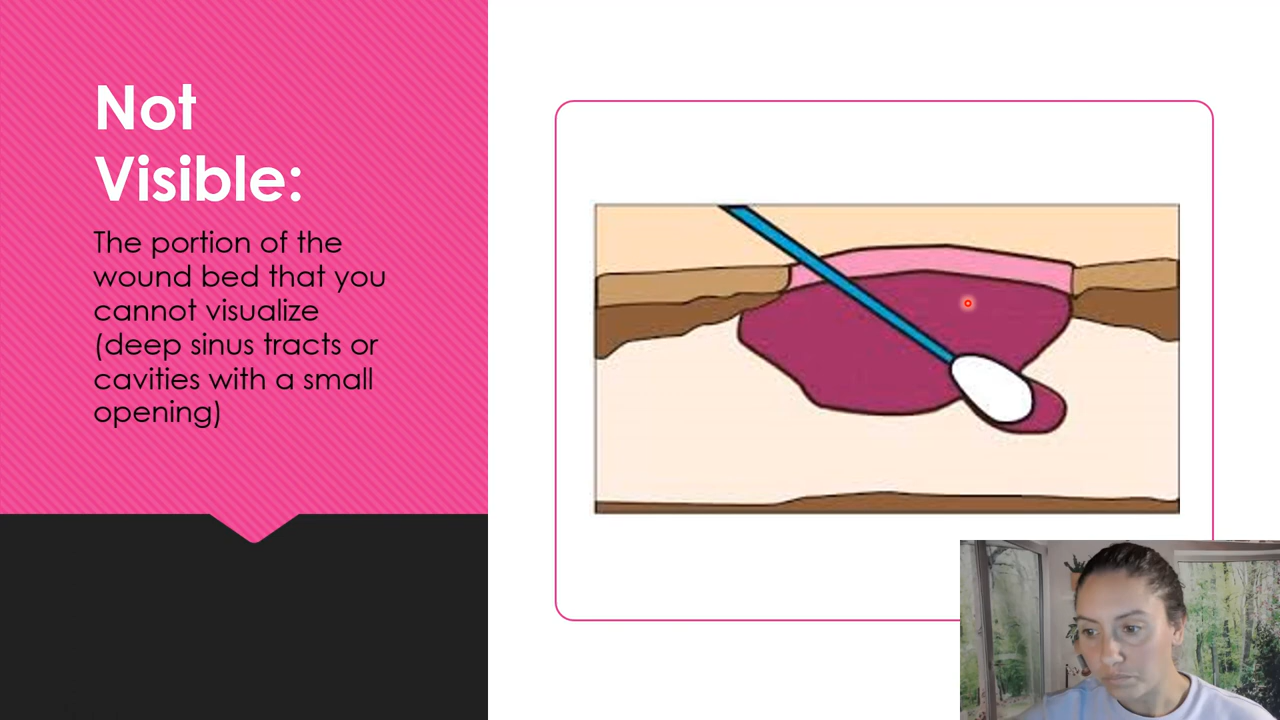 Not
Visible:
The portion of the
wound bed that you
cannot visualize
(deep sinus tracts or
cavities with a small
opening)